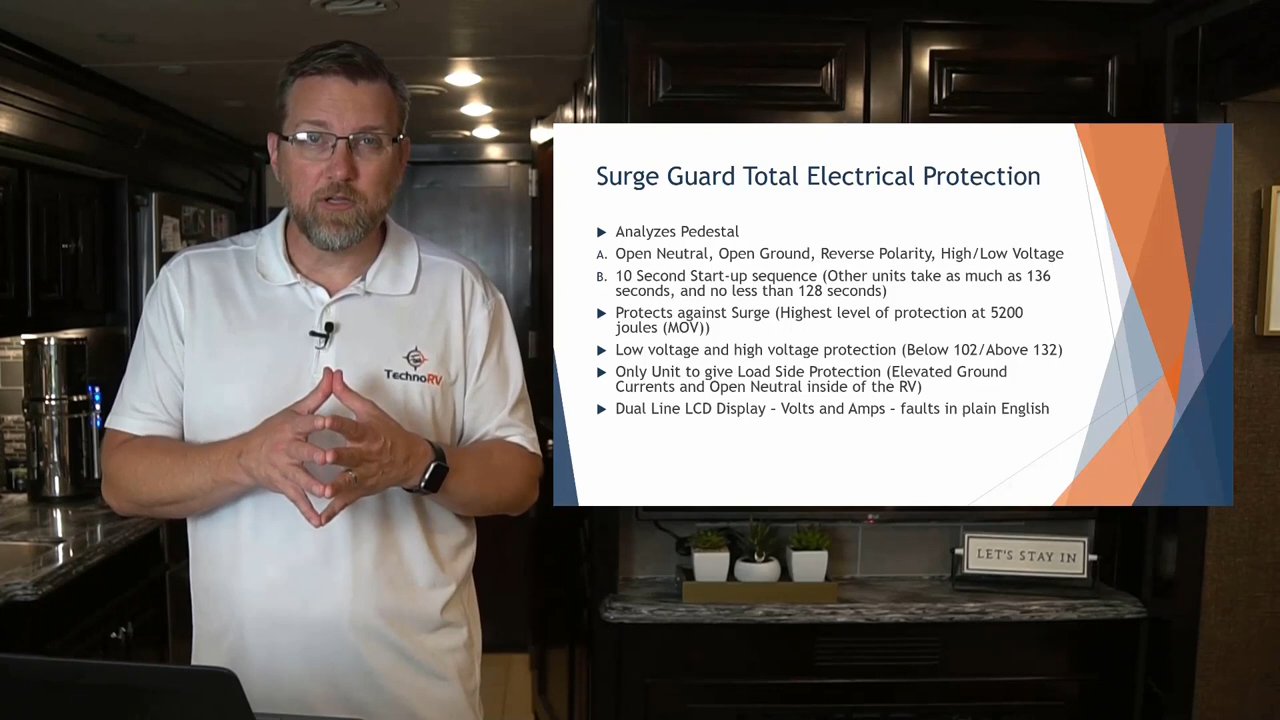 Surge Guard Total Electrical Protection
Analyzes Pedestal
A. Open Neutral, Open Ground, Reverse Polarity, High/Low Voltage
B. 10 Second Start-up sequence (Other units take as much as 136
seconds, and no less than 128 seconds)
Protects against Surge (Highest level of protection at 5200
joules (MOV))
Low voltage and high voltage protection (Below 102/Above 132)
Only Unit to give Load Side Protection (Elevated Ground
Currents and Open Neutral inside of the RV)
Dual Line LCD Display – Volts and Amps – faults in plain English
TechnoRV
LG
LET'S STAY IN